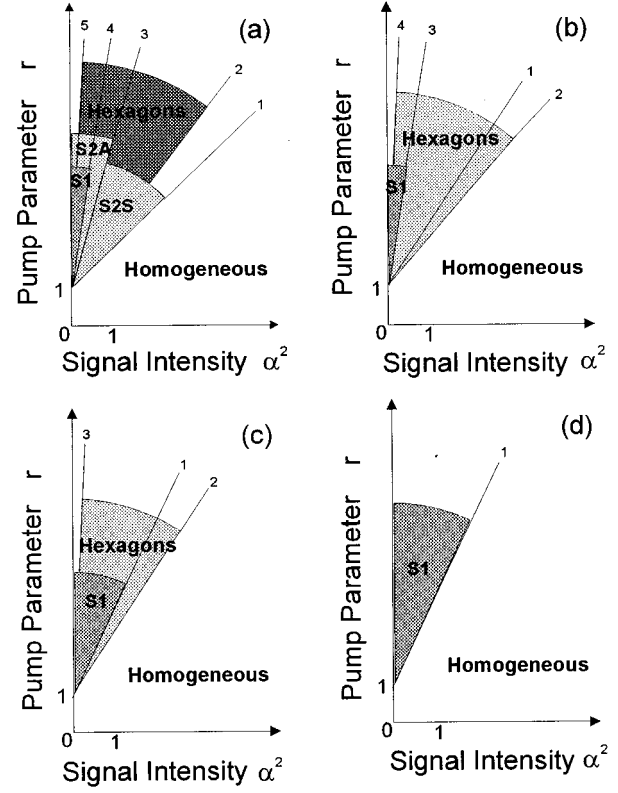 (a)
5 4 3
2
1
Hexagons
S2A
S1
S2S
Homogeneous
Pump Parameter r
1
0 1
Signal Intensity α²
(b)
4 3
1
2
Hexagons
S1
Homogeneous
Pump Parameter r
1
0 1
Signal Intensity α²
(c)
3
1
2
Hexagons
S1
Homogeneous
Pump Parameter r
1
0 1
Signal Intensity α²
(d)
1
S1
Homogeneous
Pump Parameter r
1
0 1
Signal Intensity α²